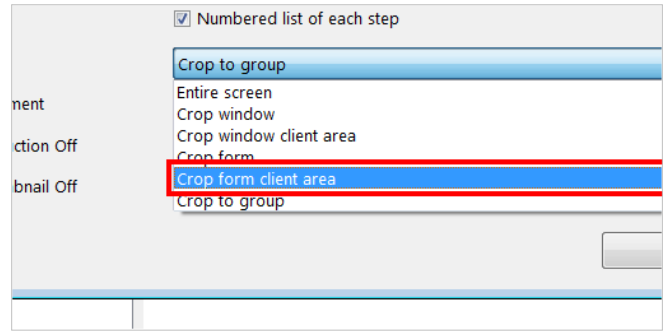 Numbered list of each step
Crop to group
Entire screen
ment
Crop window
Crop window client area
ction Off
Crop form
Crop form client area
bnail Off
Crop to group